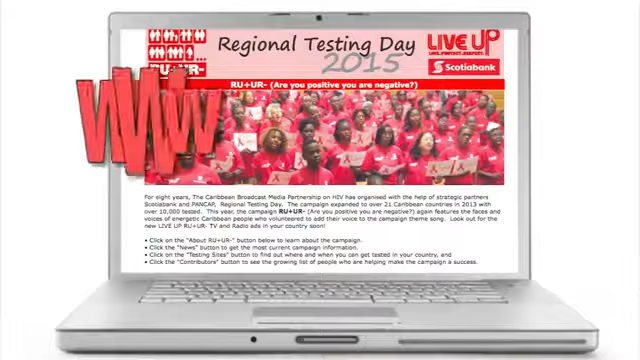 Regional Testing Day
2015
LIVE UP
LOVE. PROTECT. RESPECT.
Scotiabank
RU+UR-
RU+UR- (Are you positive you are negative?)
WWW
For eight years, The Caribbean Broadcast Media Partnership on HIV has organised with the help of strategic partners
Scotiabank and PANCAP, Regional Testing Day. The campaign expanded to over 21 Caribbean countries in 2013 with
over 10,000 tested. This year, the campaign RU+UR- (Are you positive you are negative?) again features the faces and
voices of energetic Caribbean people who volunteered to add their voice to the campaign theme song. Look out for the
new LIVE UP RU+UR- TV and Radio ads in your country soon!
• Click on the "About RU+UR-" button below to learn about the campaign.
• Click the "News" button to get the most current campaign information.
• Click on the "Testing Sites" button to find out where and when you can get tested in your country, and
• Click the "Contributors" button to see the growing list of people who are helping make the campaign a success.